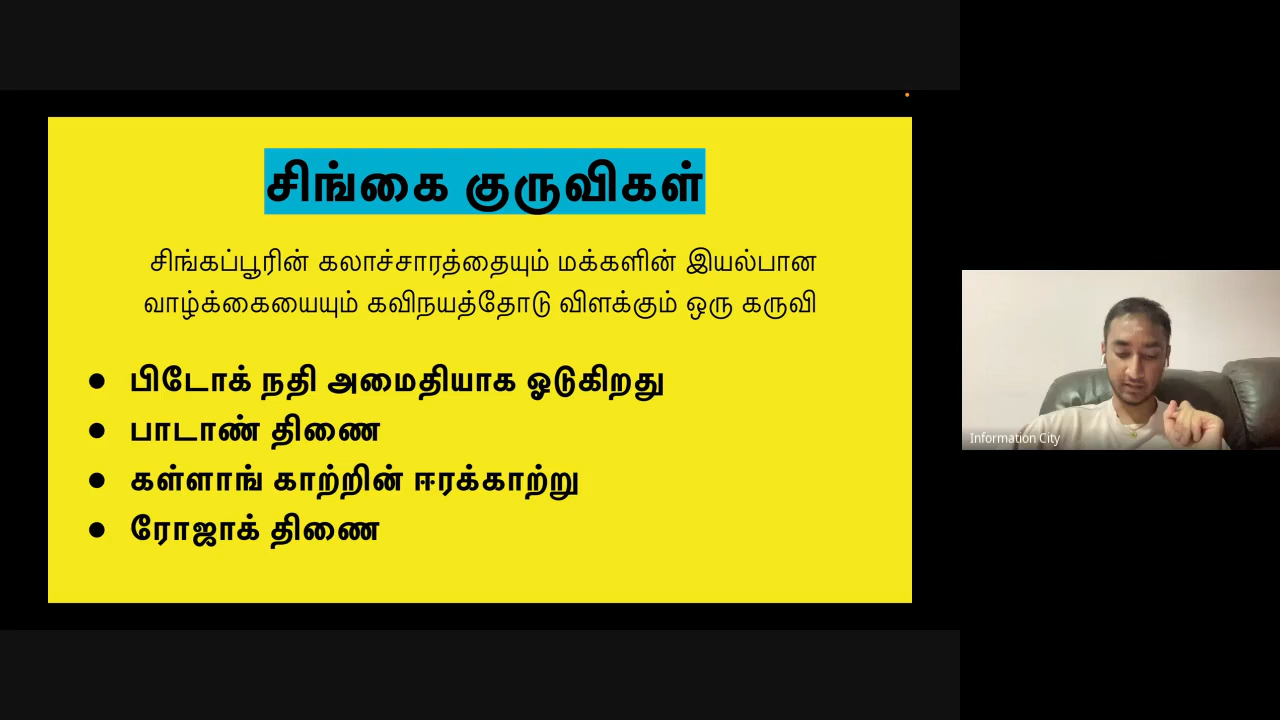 சிங்கை குருவிகள்
சிங்கப்பூரின் கலாச்சாரத்தையும் மக்களின் இயல்பான
வாழ்க்கையையும் கவிநயத்தோடு விளக்கும் ஒரு கருவி
● பிடோக் நதி அமைதியாக ஓடுகிறது
● பாடாண் திணை
● கள்ளாங் காற்றின் ஈரக்காற்று
● ரோஜாக் திணை
Information City